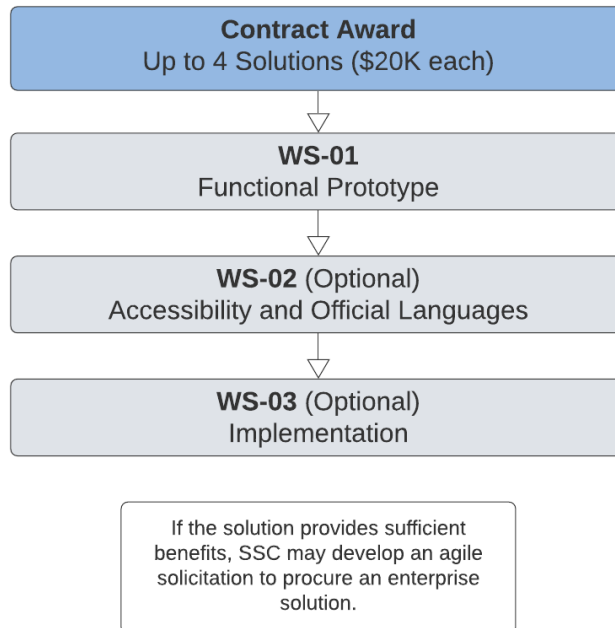 Contract Award
Up to 4 Solutions ($20K each)
WS-01
Functional Prototype
WS-02 (Optional)
Accessibility and Official Languages
WS-03 (Optional)
Implementation
If the solution provides sufficient
benefits, SSC may develop an agile
solicitation to procure an enterprise
solution.